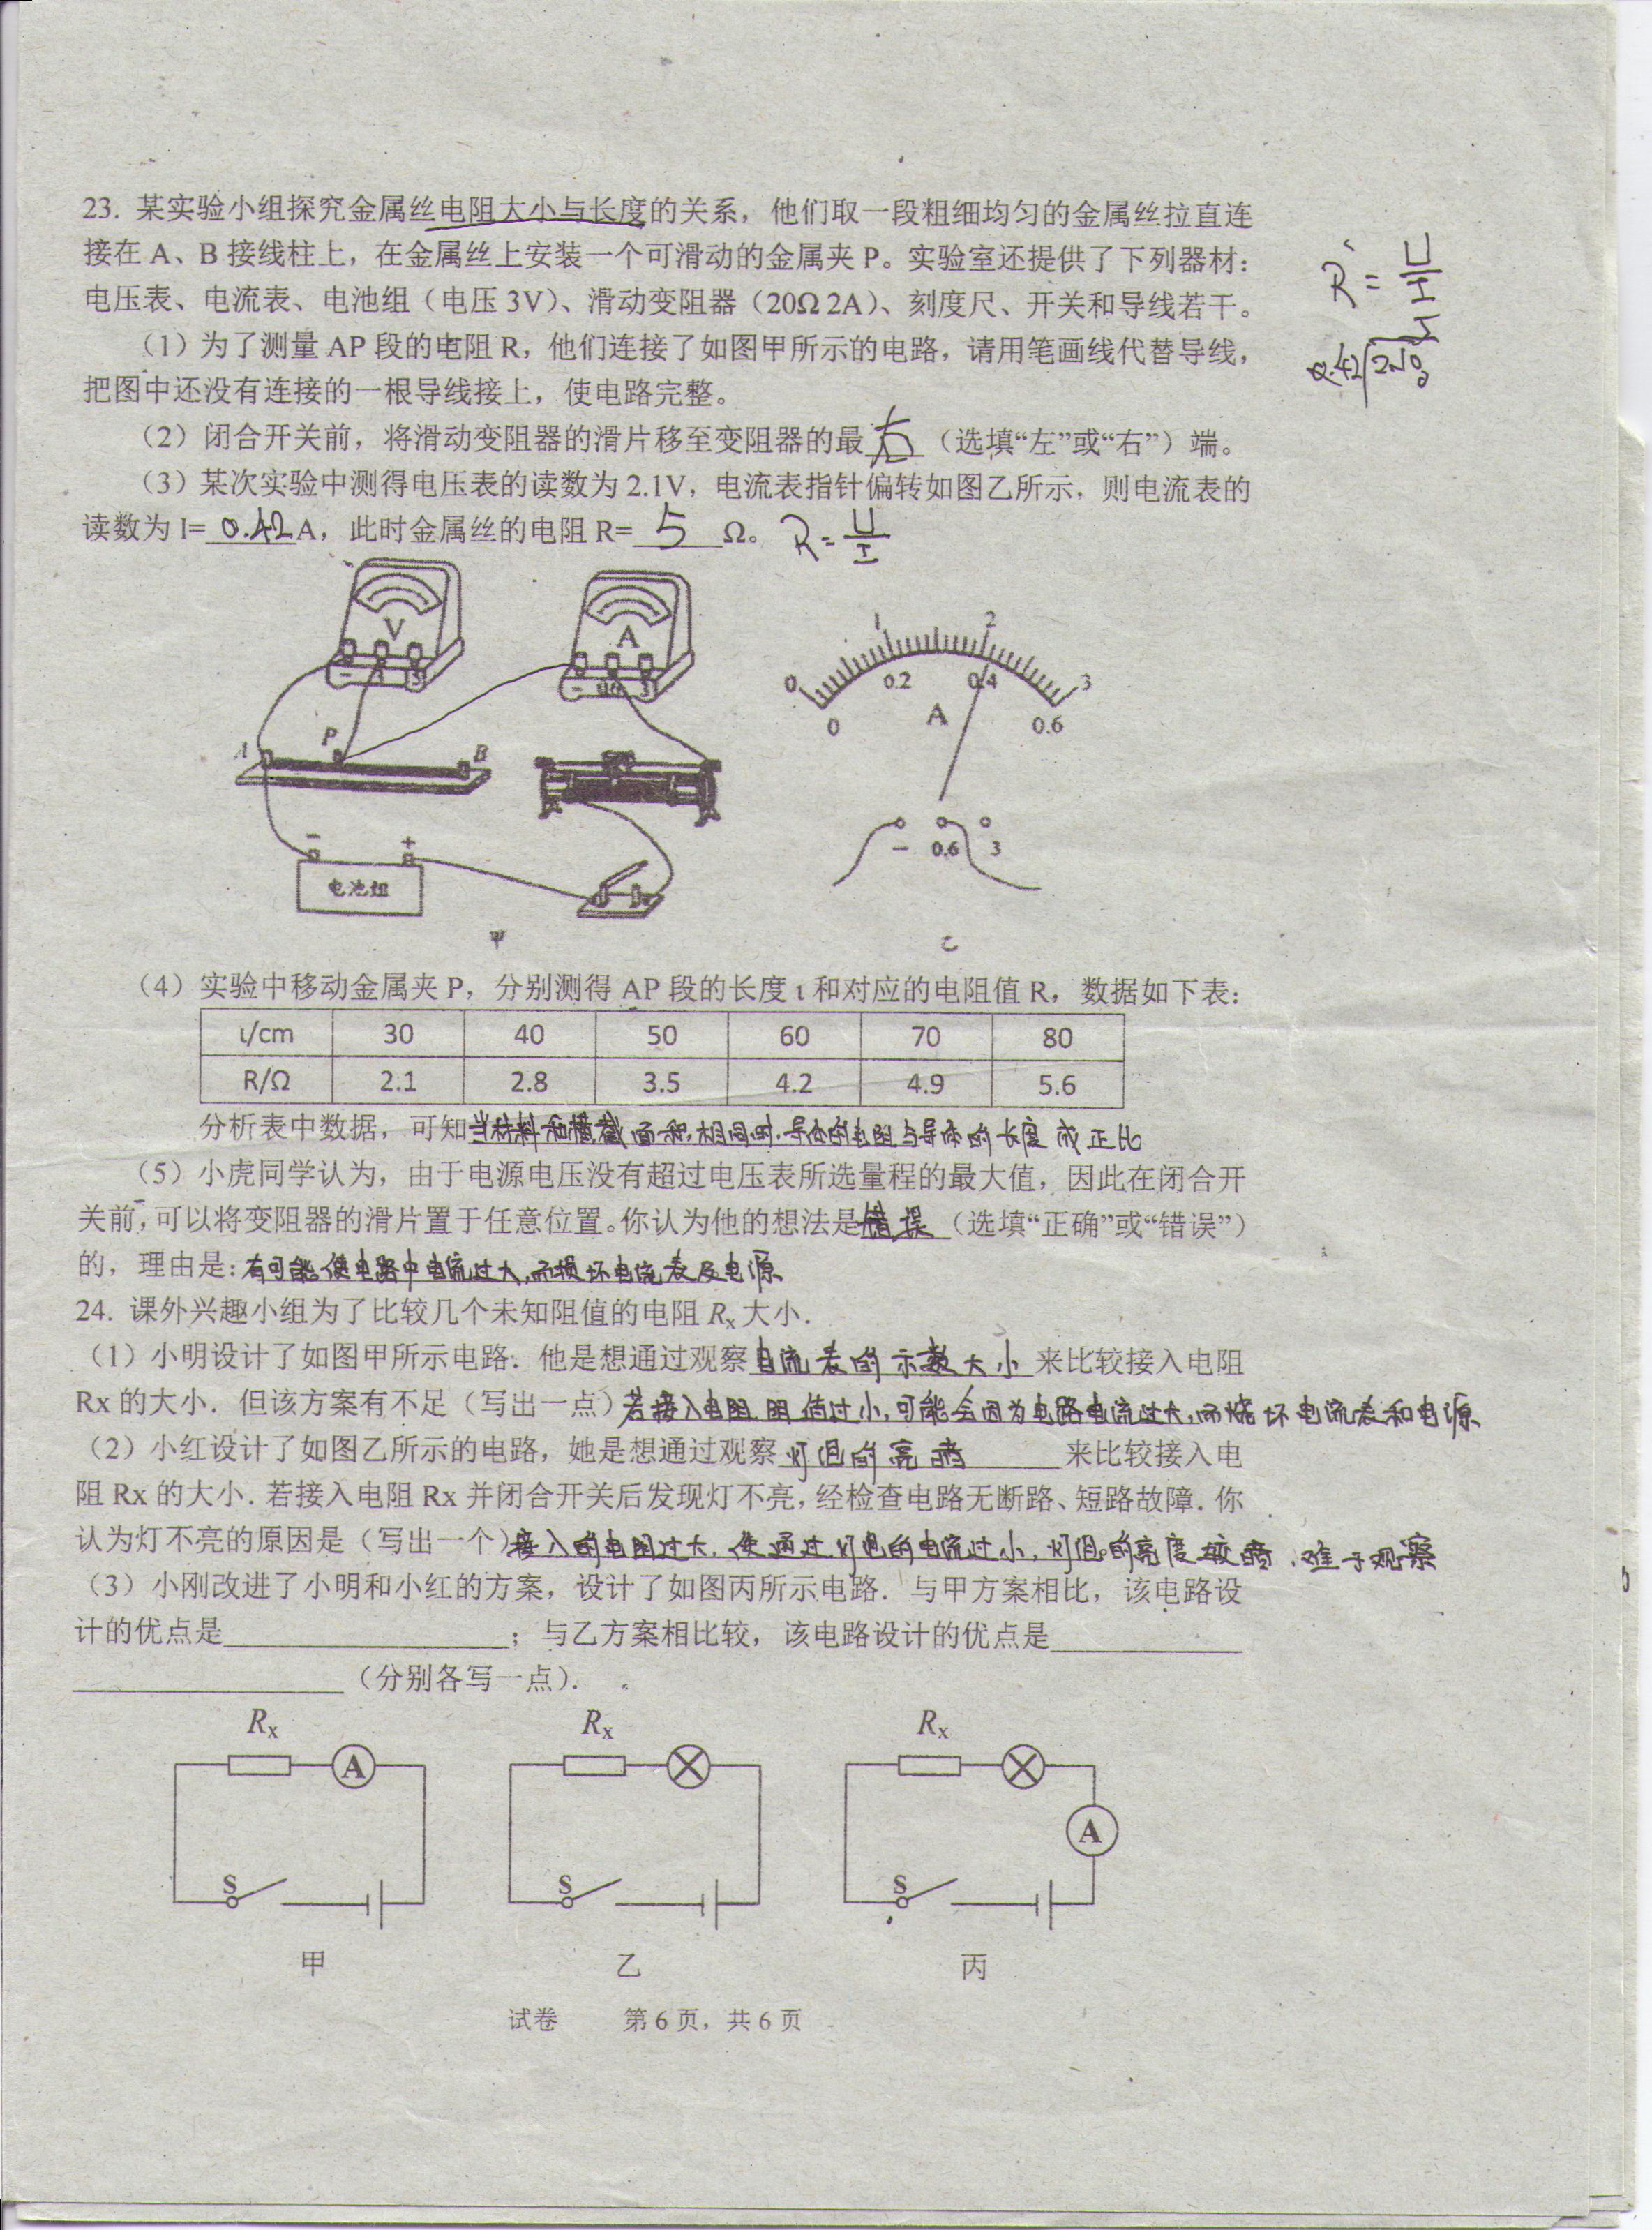 23. 某实验小组探究金属丝电阻大小与长度的关系，他们取一段粗细均匀的金属丝拉直连
接在 A、B 接线柱上，在金属丝上安装一个可滑动的金属夹 P。实验室还提供了下列器材：
电压表、电流表、电池组（电压 3V）、滑动变阻器（20Ω 2A）、刻度尺、开关和导线若干。
R=U/I
（1）为了测量 AP 段的电阻 R，他们连接了如图甲所示的电路，请用笔画线代替导线，
把图中还没有连接的一根导线接上，使电路完整。
（2）闭合开关前，将滑动变阻器的滑片移至变阻器的最右（选填“左”或“右”）端。
（3）某次实验中测得电压表的读数为 2.1V，电流表指针偏转如图乙所示，则电流表的
读数为 I=0.42A，此时金属丝的电阻 R=5Ω。 R=U/I
V
- 3
A
- 0.6 3
A P B
- +
电池组
甲
0 1 2 3
0 0.2 0.4 0.6
A
- 0.6 3
乙
（4）实验中移动金属夹 P，分别测得 AP 段的长度 ι 和对应的电阻值 R，数据如下表：
ι/cm 30 40 50 60 70 80
R/Ω 2.1 2.8 3.5 4.2 4.9 5.6
分析表中数据，可知当材料和横截面积相同时，导体的电阻与导体的长度成正比
（5）小虎同学认为，由于电源电压没有超过电压表所选量程的最大值，因此在闭合开
关前，可以将变阻器的滑片置于任意位置。你认为他的想法是错误（选填“正确”或“错误”）
的，理由是：有可能使电路中电流过大，而损坏电流表及电源
24. 课外兴趣小组为了比较几个未知阻值的电阻 Rx 大小.
（1）小明设计了如图甲所示电路．他是想通过观察电流表的示数大小来比较接入电阻
Rx 的大小．但该方案有不足（写出一点）若接入电阻阻值过小，可能会因为电路电流过大，而烧坏电流表和电源
（2）小红设计了如图乙所示的电路，她是想通过观察灯泡的亮暗来比较接入电
阻 Rx 的大小．若接入电阻 Rx 并闭合开关后发现灯不亮，经检查电路无断路、短路故障．你
认为灯不亮的原因是（写出一个）接入的电阻过大，使通过灯泡的电流过小，灯泡的亮度较暗，难于观察
（3）小刚改进了小明和小红的方案，设计了如图丙所示电路．与甲方案相比，该电路设
计的优点是____________________；与乙方案相比较，该电路设计的优点是______________
____________________（分别各写一点）.
Rx A S 甲
Rx S 乙
Rx A S 丙
试卷 第 6 页，共 6 页